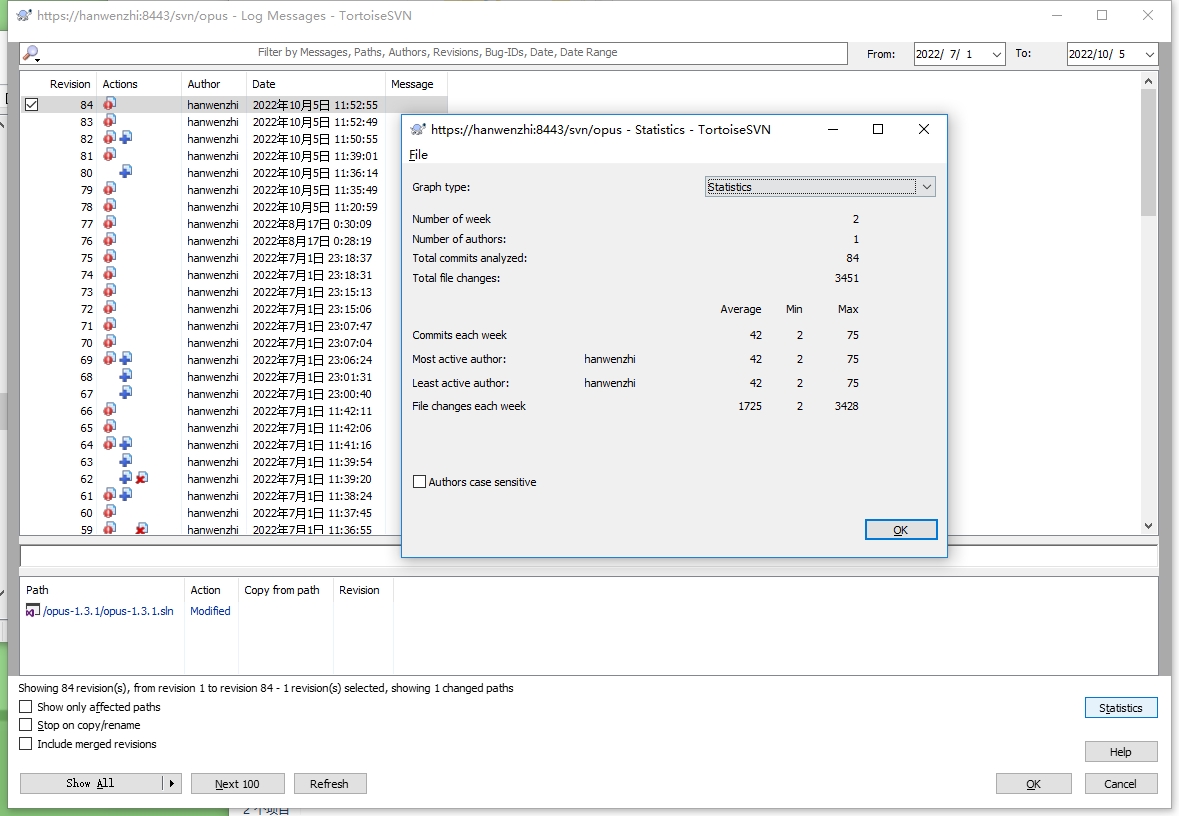 https://hanwenzhi:8443/svn/opus - Log Messages - TortoiseSVN
Filter by Messages, Paths, Authors, Revisions, Bug-IDs, Date, Date Range From: 2022/ 7/ 1 To: 2022/10/ 5
Revision Actions Author Date Message
84 hanwenzhi 2022年10月5日 11:52:55
83 hanwenzhi 2022年10月5日 11:52:49
82 hanwenzhi 2022年10月5日 11:50:55
81 hanwenzhi 2022年10月5日 11:39:01
80 hanwenzhi 2022年10月5日 11:36:14
79 hanwenzhi 2022年10月5日 11:35:49
78 hanwenzhi 2022年10月5日 11:20:59
77 hanwenzhi 2022年8月17日 0:30:09
76 hanwenzhi 2022年8月17日 0:28:19
75 hanwenzhi 2022年7月1日 23:18:37
74 hanwenzhi 2022年7月1日 23:18:31
73 hanwenzhi 2022年7月1日 23:15:13
72 hanwenzhi 2022年7月1日 23:15:06
71 hanwenzhi 2022年7月1日 23:07:47
70 hanwenzhi 2022年7月1日 23:07:04
69 hanwenzhi 2022年7月1日 23:06:24
68 hanwenzhi 2022年7月1日 23:01:31
67 hanwenzhi 2022年7月1日 23:00:40
66 hanwenzhi 2022年7月1日 11:42:11
65 hanwenzhi 2022年7月1日 11:42:06
64 hanwenzhi 2022年7月1日 11:41:16
63 hanwenzhi 2022年7月1日 11:39:54
62 hanwenzhi 2022年7月1日 11:39:20
61 hanwenzhi 2022年7月1日 11:38:24
60 hanwenzhi 2022年7月1日 11:37:45
59 hanwenzhi 2022年7月1日 11:36:55
https://hanwenzhi:8443/svn/opus - Statistics - TortoiseSVN
File
Graph type: Statistics
Number of week 2
Number of authors: 1
Total commits analyzed: 84
Total file changes: 3451
Average Min Max
Commits each week 42 2 75
Most active author: hanwenzhi 42 2 75
Least active author: hanwenzhi 42 2 75
File changes each week 1725 2 3428
Authors case sensitive
OK
Path Action Copy from path Revision
/opus-1.3.1/opus-1.3.1.sln Modified
Showing 84 revision(s), from revision 1 to revision 84 - 1 revision(s) selected, showing 1 changed paths
Show only affected paths
Stop on copy/rename
Include merged revisions
Statistics
Help
Show All Next 100 Refresh OK Cancel
2 个项目